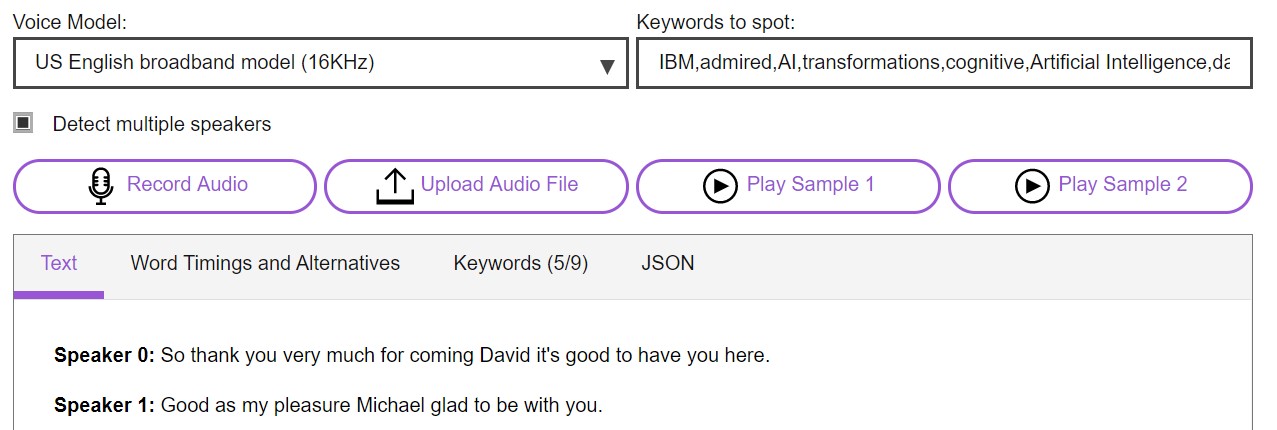 Voice Model:
Keywords to spot:
US English broadband model (16KHz)
IBM,admired,AI,transformations,cognitive,Artificial Intelligence,da
Detect multiple speakers
Record Audio
Upload Audio File
Play Sample 1
Play Sample 2
Text
Word Timings and Alternatives
Keywords (5/9)
JSON
Speaker 0: So thank you very much for coming David it's good to have you here.
Speaker 1: Good as my pleasure Michael glad to be with you.